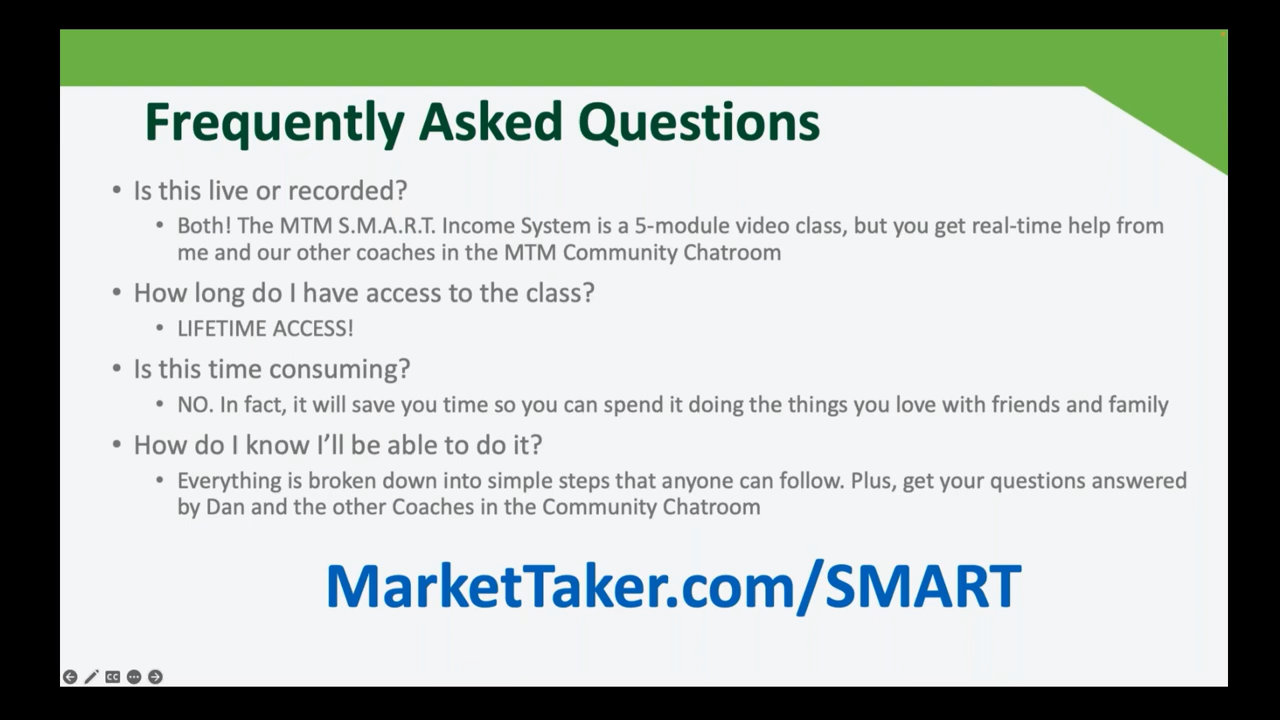 Frequently Asked Questions
• Is this live or recorded?
• Both! The MTM S.M.A.R.T. Income System is a 5-module video class, but you get real-time help from
me and our other coaches in the MTM Community Chatroom
• How long do I have access to the class?
• LIFETIME ACCESS!
• Is this time consuming?
• NO. In fact, it will save you time so you can spend it doing the things you love with friends and family
• How do I know I’ll be able to do it?
• Everything is broken down into simple steps that anyone can follow. Plus, get your questions answered
by Dan and the other Coaches in the Community Chatroom
MarketTaker.com/SMART
CC